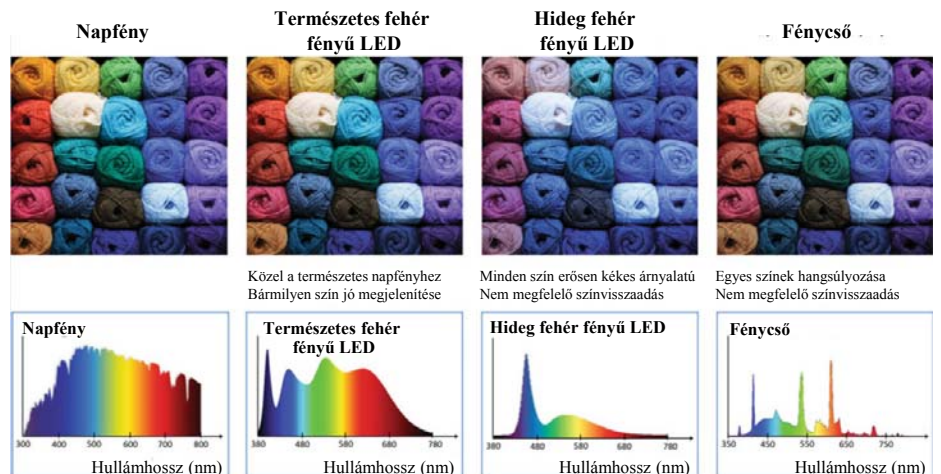 Napfény
Természetes fehér
fényű LED
Hideg fehér
fényű LED
Fénycső
Közel a természetes napfényhez
Bármilyen szín jó megjelenítése
Minden szín erősen kékes árnyalatú
Nem megfelelő színvisszaadás
Egyes színek hangsúlyozása
Nem megfelelő színvisszaadás
Napfény
300 400 500 600 700 800
Hullámhossz (nm)
Természetes fehér
fényű LED
380 480 580 680 780
Hullámhossz (nm)
Hideg fehér fényű LED
380 480 580 680 780
Hullámhossz (nm)
Fénycső
350 450 550 650 750
Hullámhossz (nm)